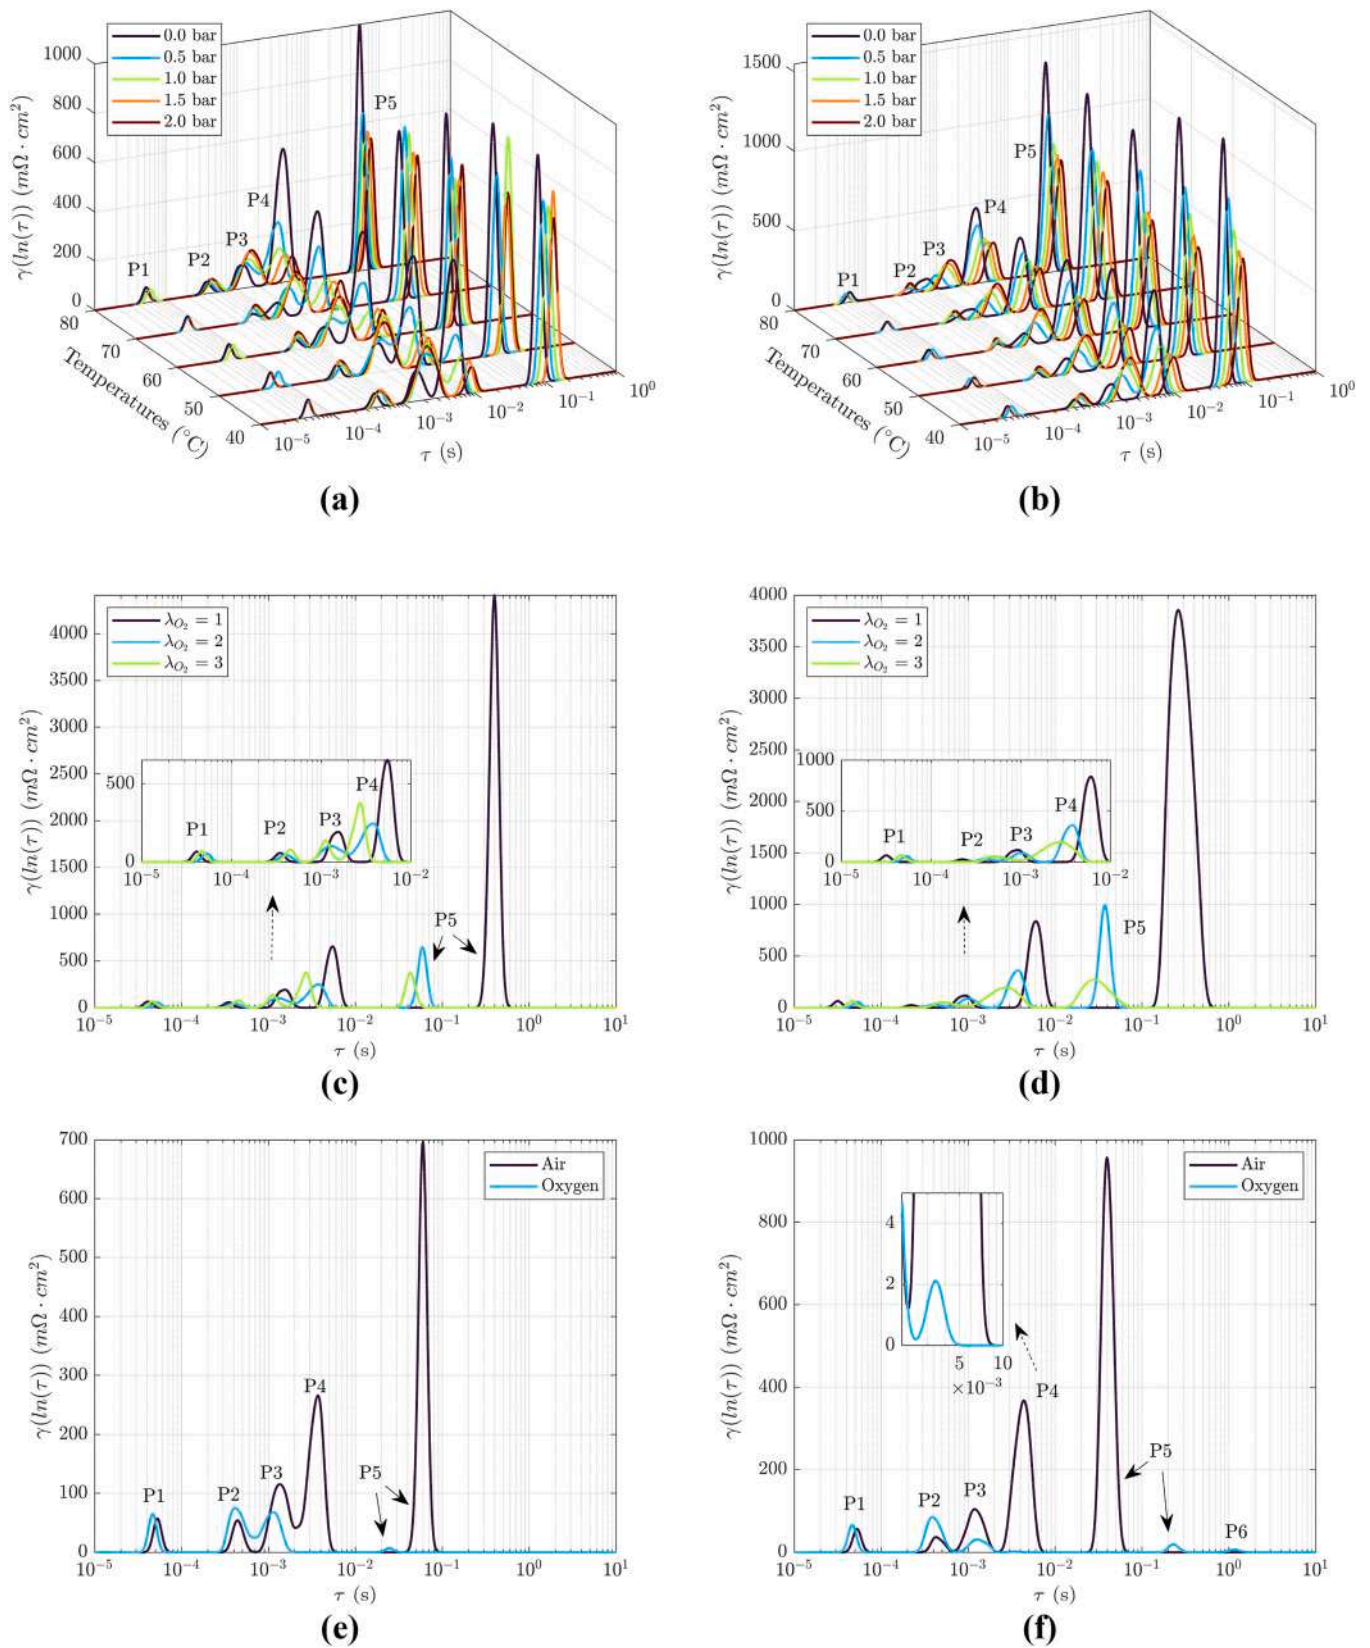 0.0 bar
0.5 bar
1.0 bar
1.5 bar
2.0 bar
P1
P2
P3
P4
P5
γ(ln(τ)) (mΩ · cm²)
0
200
400
600
800
1000
80
70
60
50
40
Temperatures (°C)
10⁻⁵
10⁻⁴
10⁻³
10⁻²
10⁻¹
10⁰
τ (s)
(a)
0.0 bar
0.5 bar
1.0 bar
1.5 bar
2.0 bar
P1
P2
P3
P4
P5
γ(ln(τ)) (mΩ · cm²)
0
500
1000
1500
80
70
60
50
40
Temperatures (°C)
10⁻⁵
10⁻⁴
10⁻³
10⁻²
10⁻¹
10⁰
τ (s)
(b)
λO₂ = 1
λO₂ = 2
λO₂ = 3
γ(ln(τ)) (mΩ · cm²)
4000
3500
3000
2500
2000
1500
1000
500
0
500
0
P1
P2
P3
P4
10⁻⁵ 10⁻⁴ 10⁻³ 10⁻²
P5
10⁻⁵ 10⁻⁴ 10⁻³ 10⁻² 10⁻¹ 10⁰ 10¹
τ (s)
(c)
λO₂ = 1
λO₂ = 2
λO₂ = 3
γ(ln(τ)) (mΩ · cm²)
4000
3500
3000
2500
2000
1500
1000
500
0
1000
500
0
P1
P2
P3
P4
10⁻⁵ 10⁻⁴ 10⁻³ 10⁻²
P5
10⁻⁵ 10⁻⁴ 10⁻³ 10⁻² 10⁻¹ 10⁰ 10¹
τ (s)
(d)
Air
Oxygen
γ(ln(τ)) (mΩ · cm²)
700
600
500
400
300
200
100
0
P1
P2
P3
P4
P5
10⁻⁵ 10⁻⁴ 10⁻³ 10⁻² 10⁻¹ 10⁰ 10¹
τ (s)
(e)
Air
Oxygen
γ(ln(τ)) (mΩ · cm²)
1000
800
600
400
200
0
4
2
0
5 10
×10⁻³
P1
P2
P3
P4
P5
P6
10⁻⁵ 10⁻⁴ 10⁻³ 10⁻² 10⁻¹ 10⁰ 10¹
τ (s)
(f)